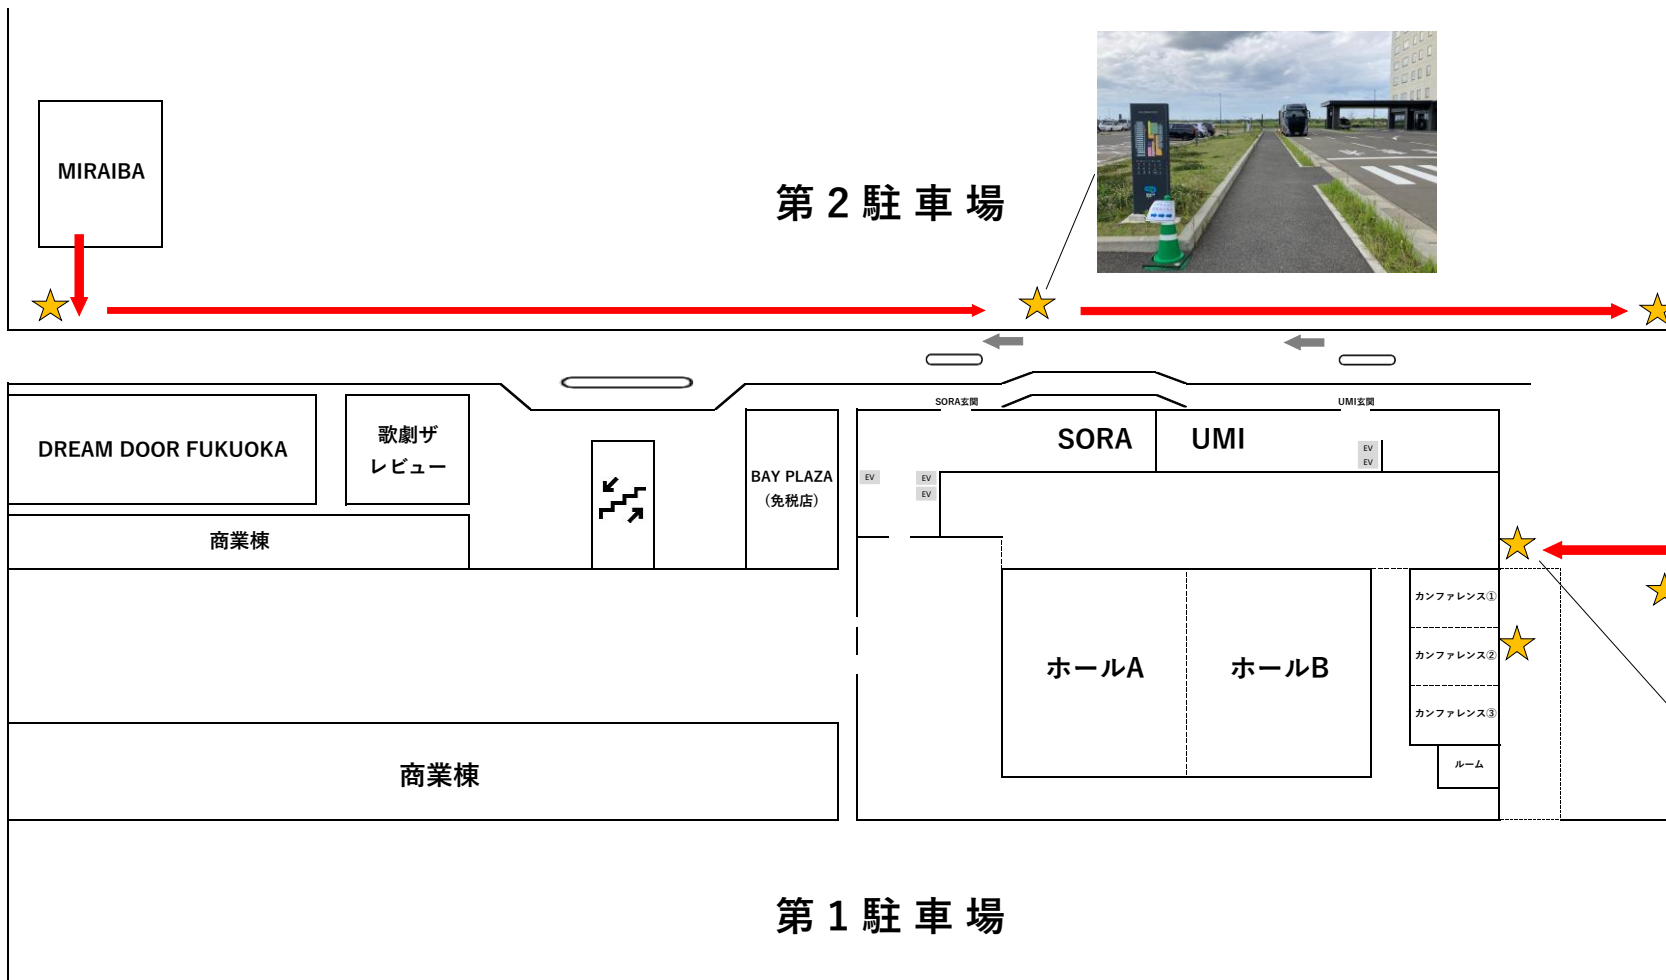 MIRAIBA
第2駐車場
SORA玄関
UMI玄関
DREAM DOOR FUKUOKA
歌劇ザ
レビュー
SORA
UMI
EV
EV
BAY PLAZA
(免税店)
EV
EV
EV
商業棟
カンファレンス①
ホールA
ホールB
カンファレンス②
カンファレンス③
ルーム
商業棟
第1駐車場